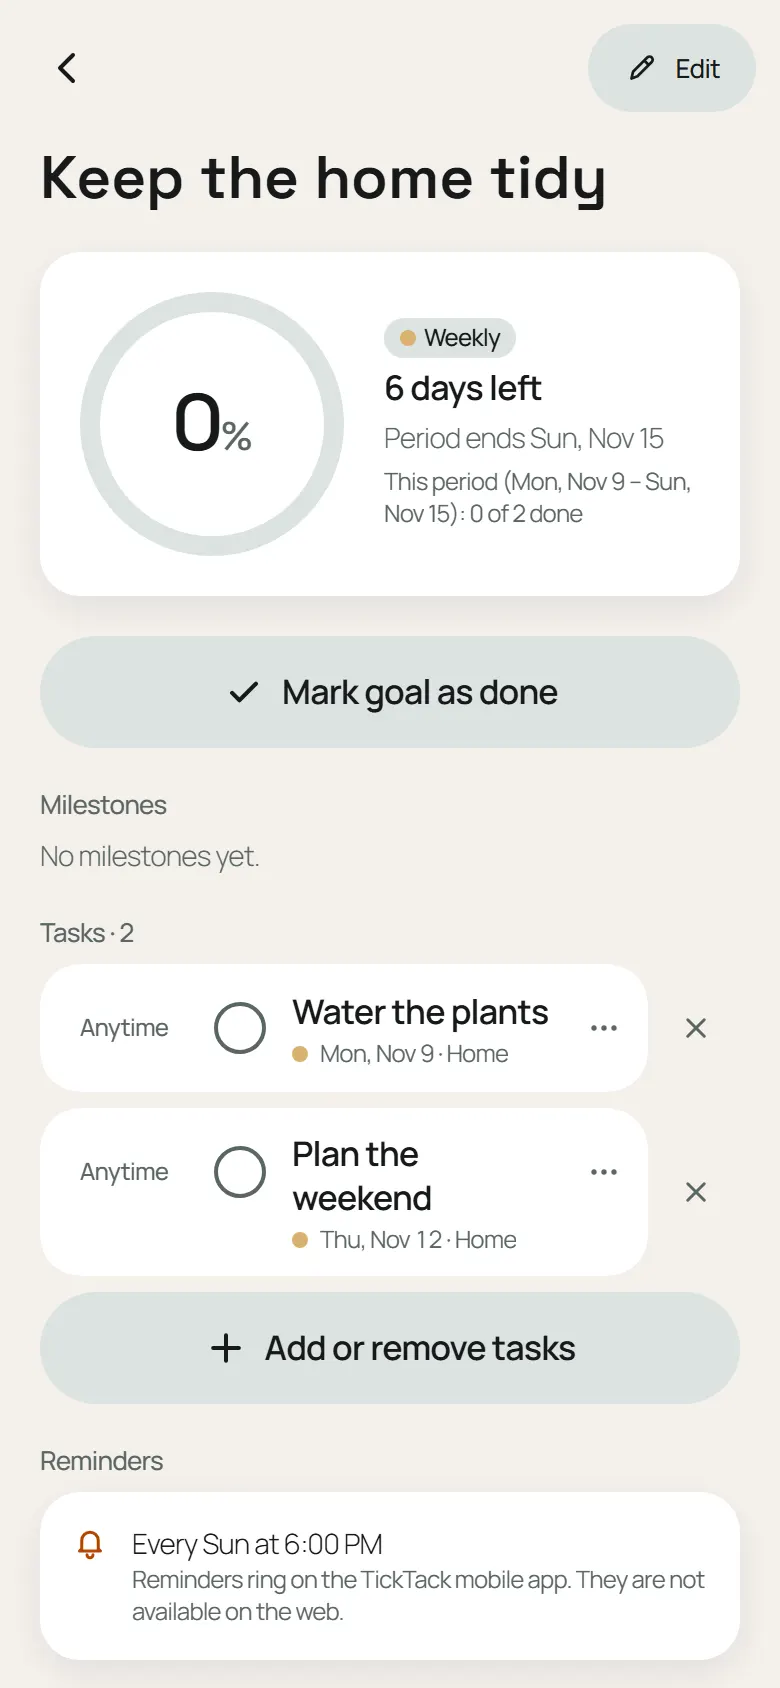 Edit
Keep the home tidy
0%
Weekly
6 days left
Period ends Sun, Nov 15
This period (Mon, Nov 9 – Sun,
Nov 15): 0 of 2 done
Mark goal as done
Milestones
No milestones yet.
Tasks · 2
Anytime
Water the plants
Mon, Nov 9 · Home
Anytime
Plan the
weekend
Thu, Nov 12 · Home
Add or remove tasks
Reminders
Every Sun at 6:00 PM
Reminders ring on the TickTack mobile app. They are not
available on the web.